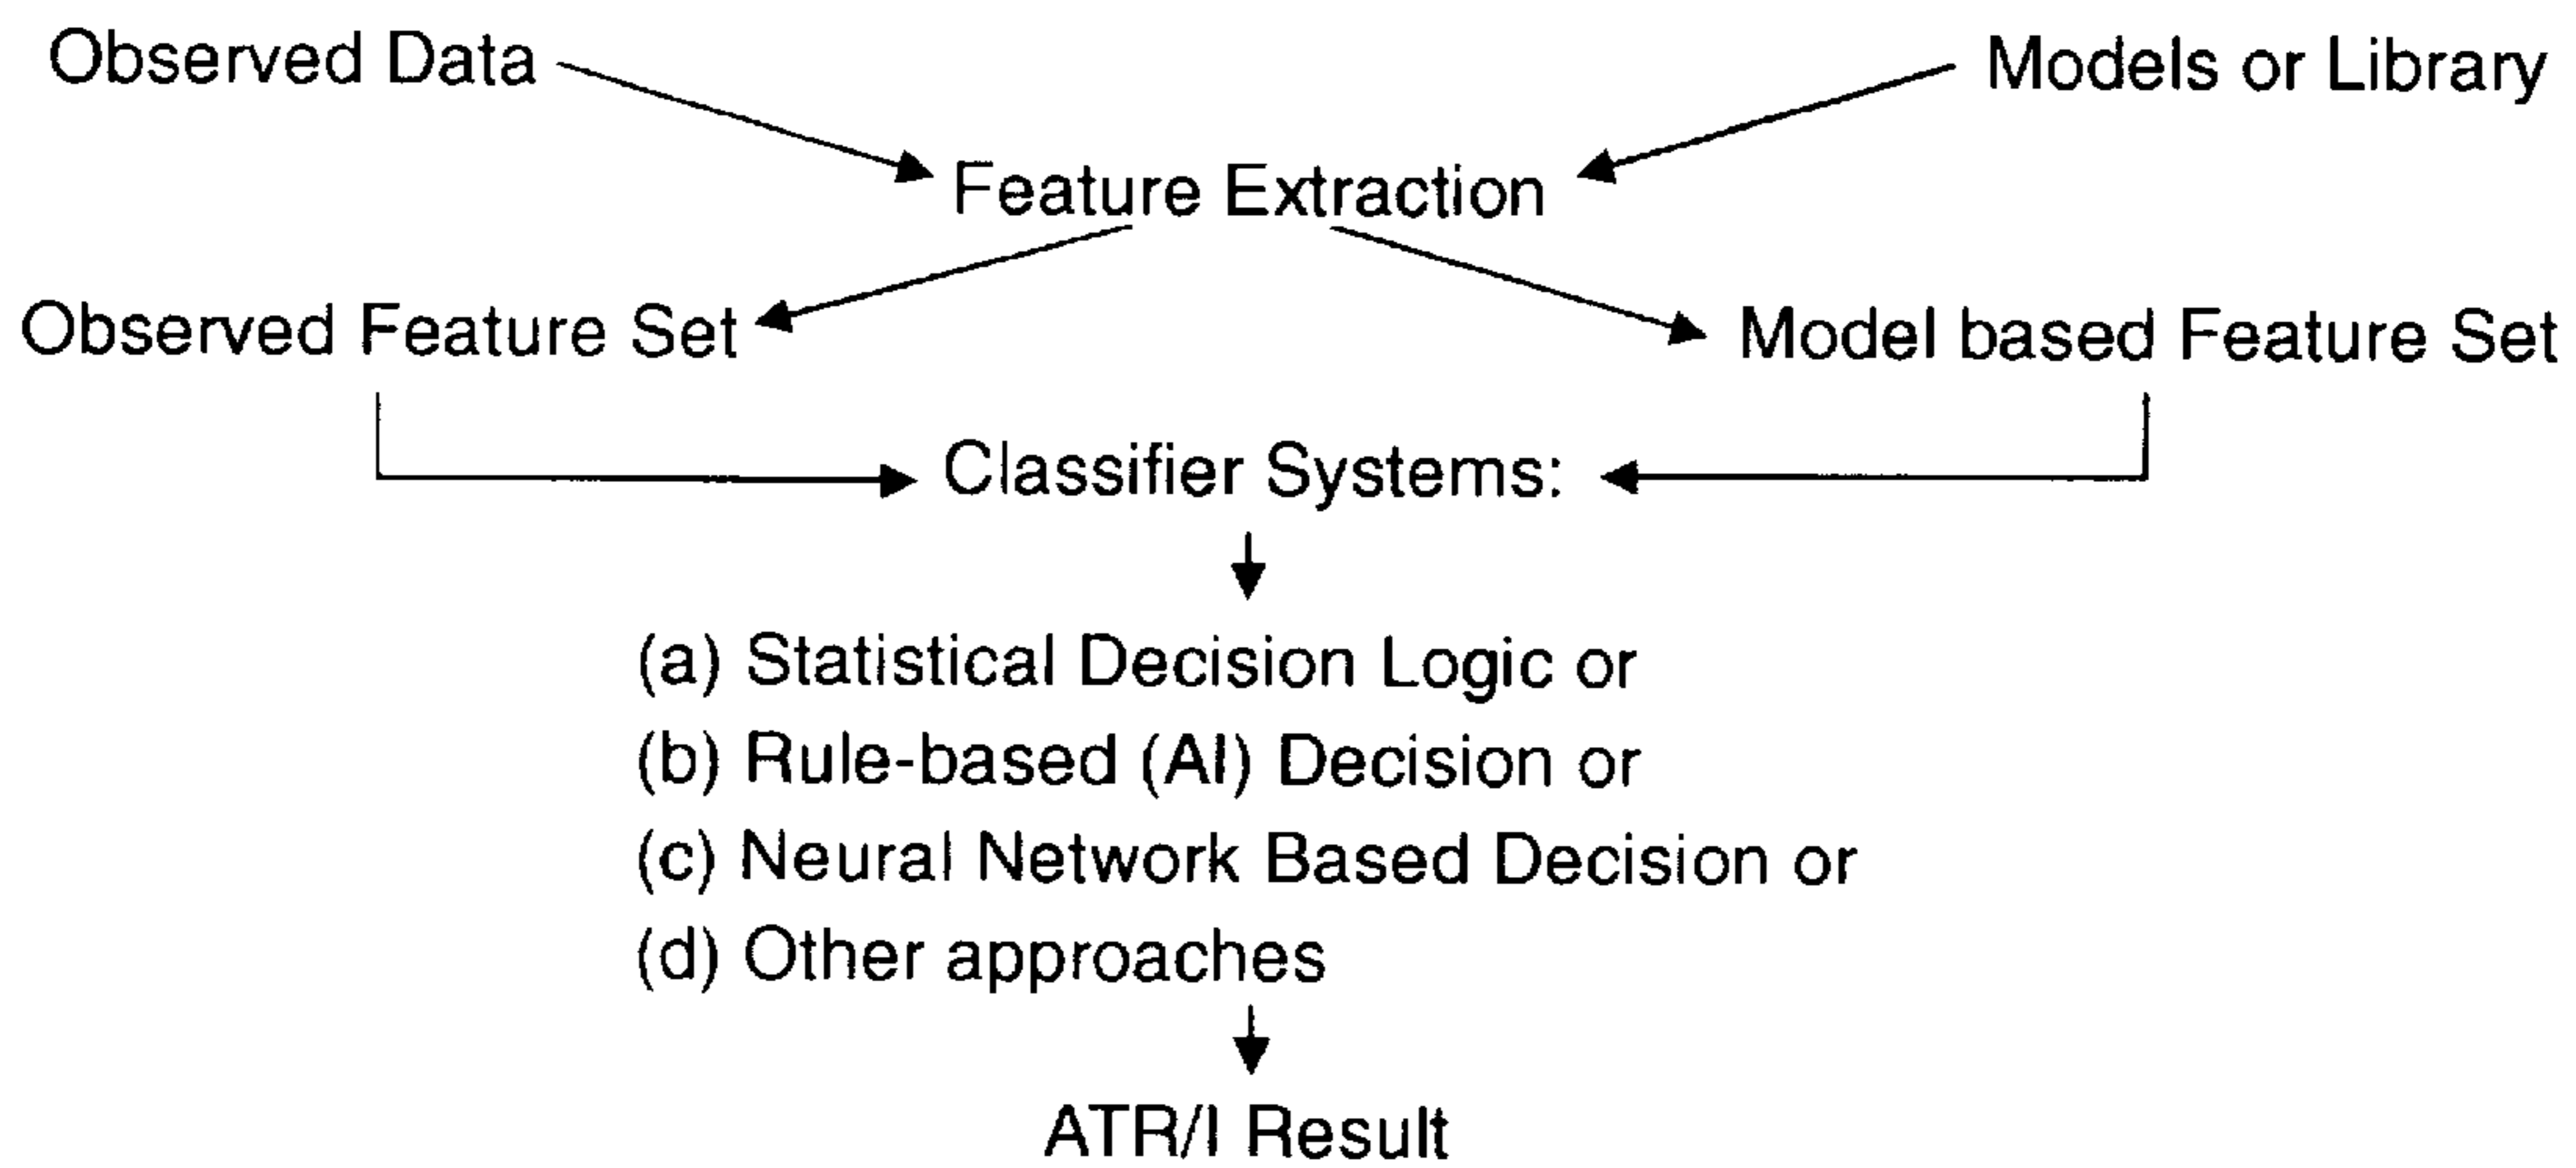 Observed Data
Models or Library
Feature Extraction
Observed Feature Set
Model based Feature Set
Classifier Systems:
(a) Statistical Decision Logic or
(b) Rule-based (AI) Decision or
(c) Neural Network Based Decision or
(d) Other approaches
ATR/I Result